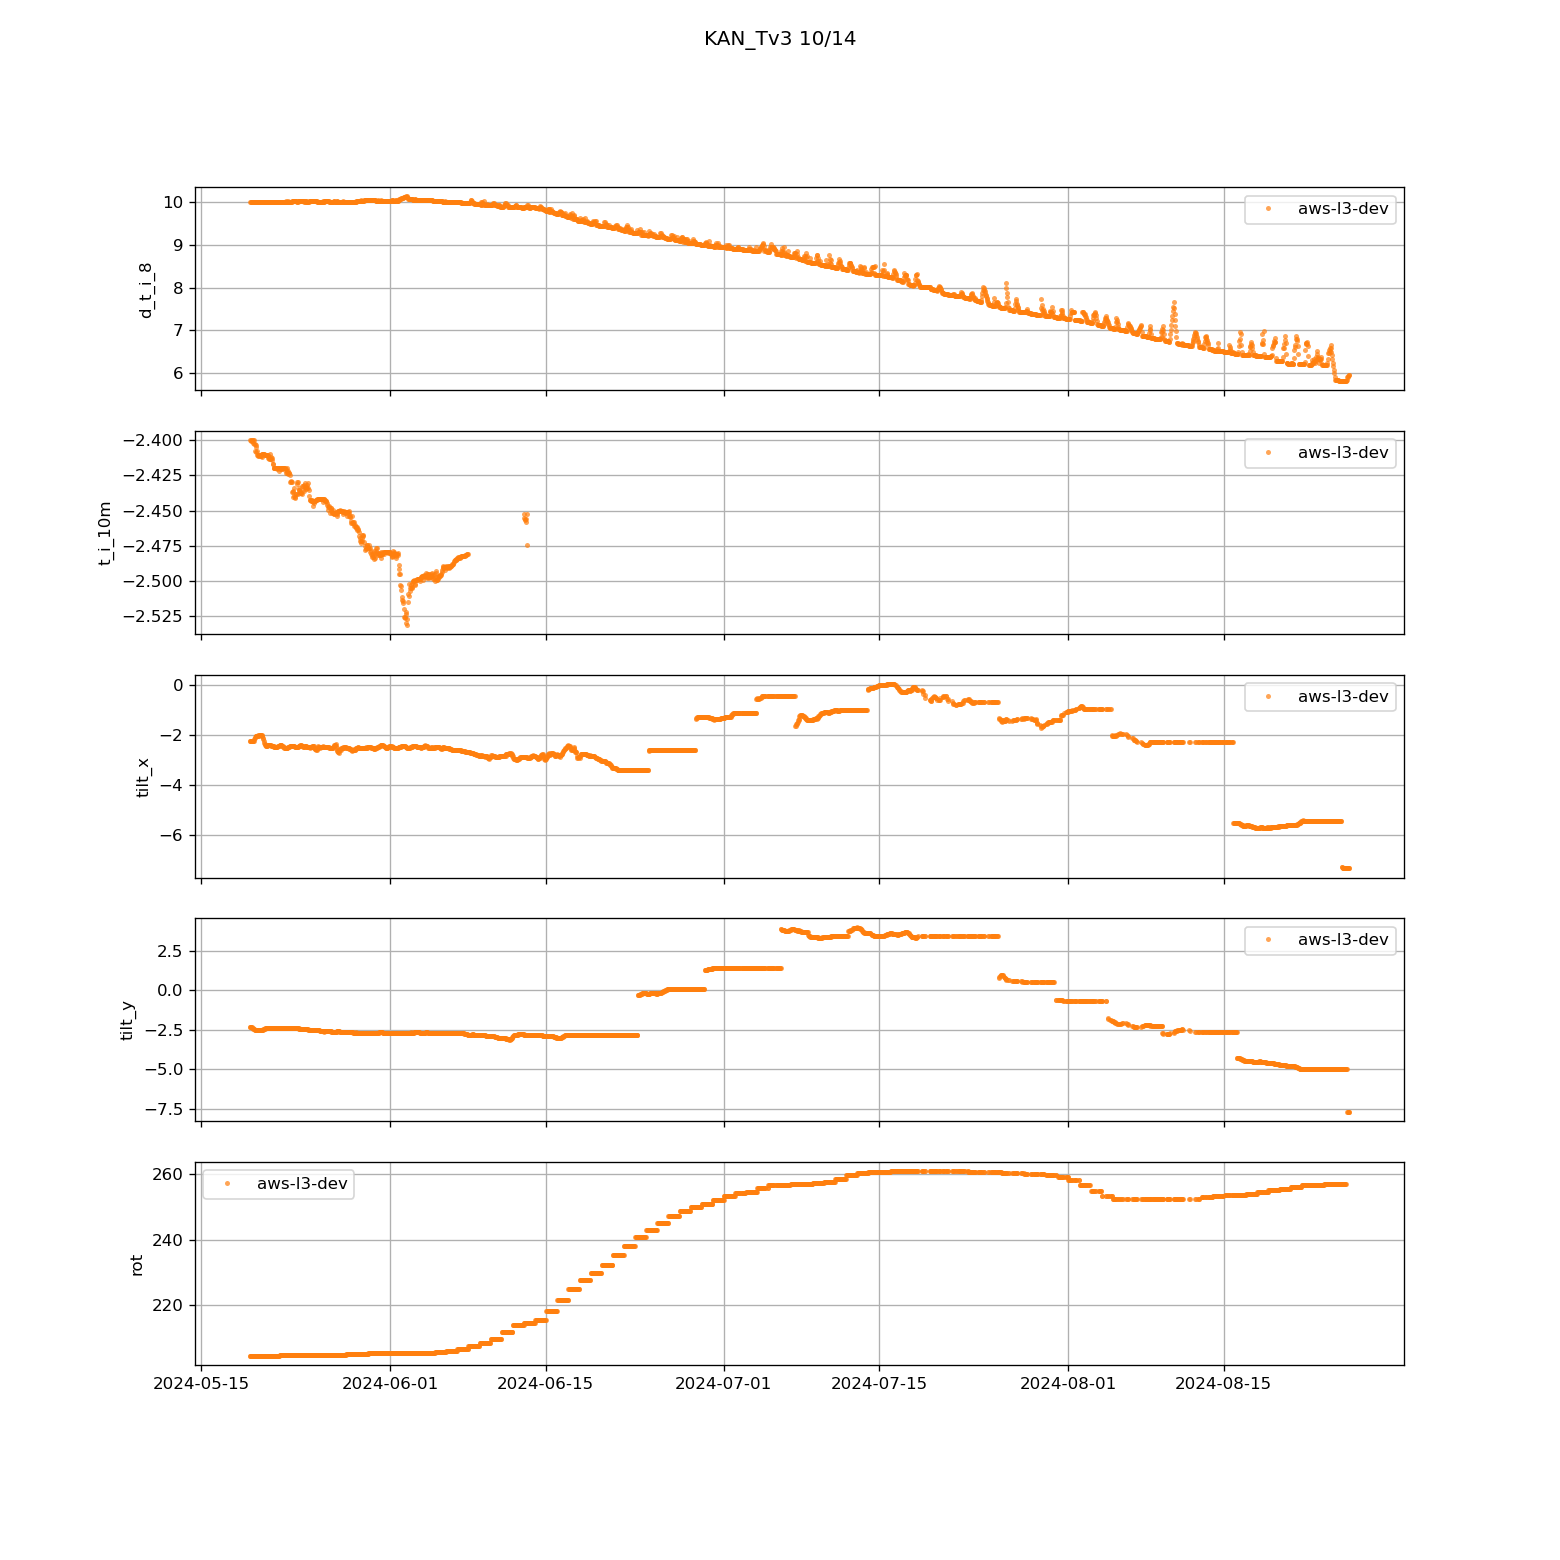 KAN_Tv3 10/14
10
9
8
7
6
d_t_i_8
aws-l3-dev
−2.400
−2.425
−2.450
−2.475
−2.500
−2.525
t_i_10m
aws-l3-dev
0
−2
−4
−6
tilt_x
aws-l3-dev
2.5
0.0
−2.5
−5.0
−7.5
tilt_y
aws-l3-dev
260
240
220
rot
aws-l3-dev
2024-05-15 2024-06-01 2024-06-15 2024-07-01 2024-07-15 2024-08-01 2024-08-15